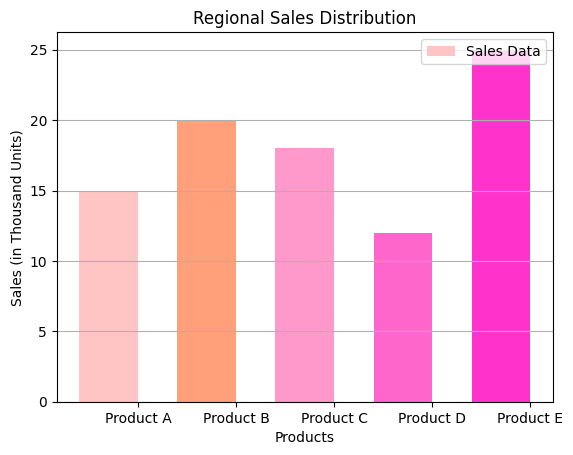 Regional Sales Distribution
Sales Data
Sales (in Thousand Units)
25
20
15
10
5
0
Product A Product B Product C Product D Product E
Products